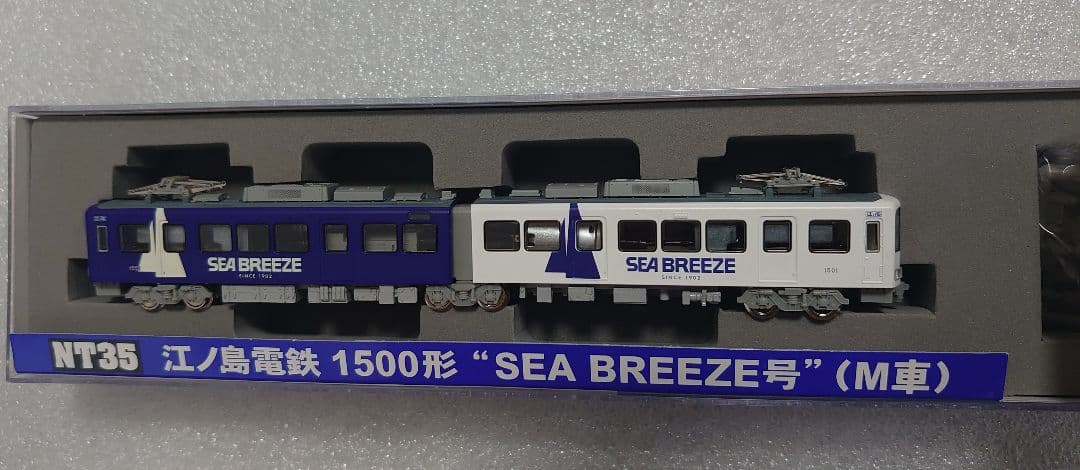 SEA BREEZE
SINCE 1902
SEA BREEZE
SINCE 1902
1501
NT35 江ノ島電鉄 1500形 “SEA BREEZE号”（M車）